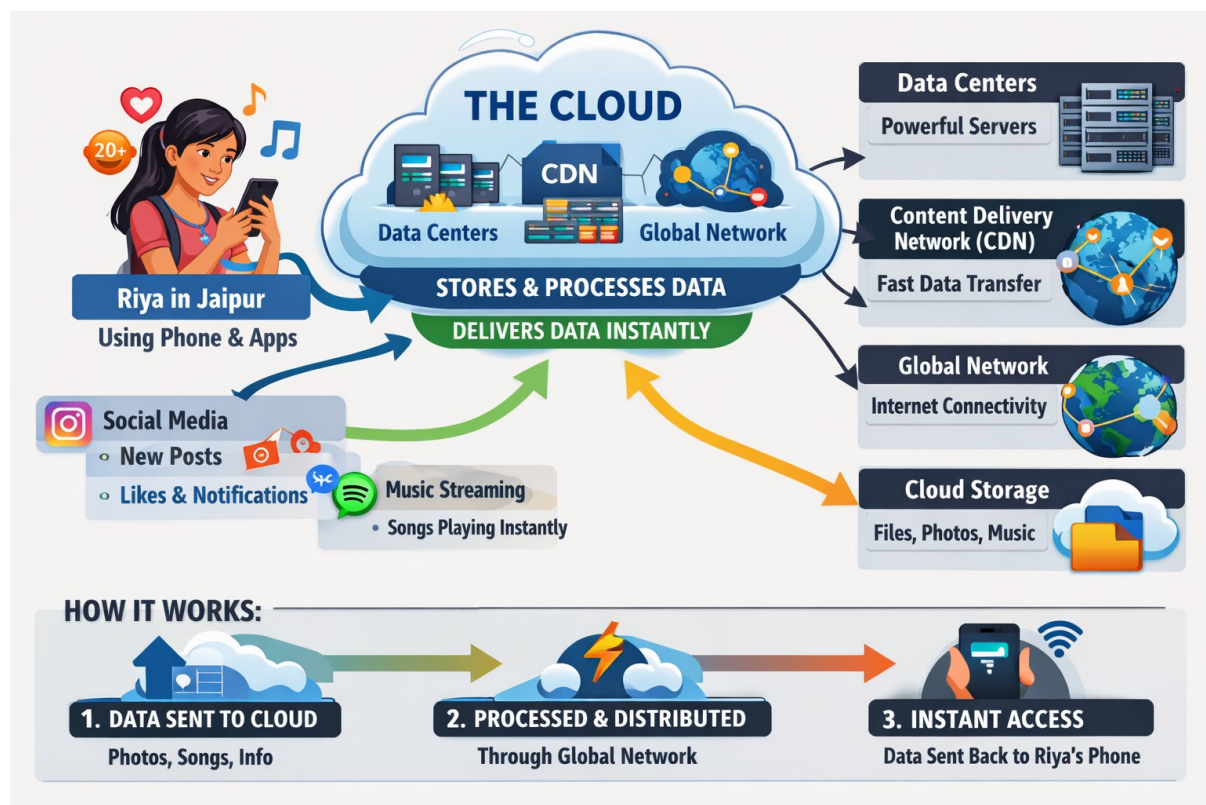 20+
THE CLOUD
CDN
Data Centers
Global Network
STORES & PROCESSES DATA
DELIVERS DATA INSTANTLY
Riya in Jaipur
Using Phone & Apps
Social Media
• New Posts
• Likes & Notifications
Music Streaming
• Songs Playing Instantly
Data Centers
Powerful Servers
Content Delivery
Network (CDN)
Fast Data Transfer
Global Network
Internet Connectivity
Cloud Storage
Files, Photos, Music
HOW IT WORKS:
1. DATA SENT TO CLOUD
Photos, Songs, Info
2. PROCESSED & DISTRIBUTED
Through Global Network
3. INSTANT ACCESS
Data Sent Back to Riya's Phone